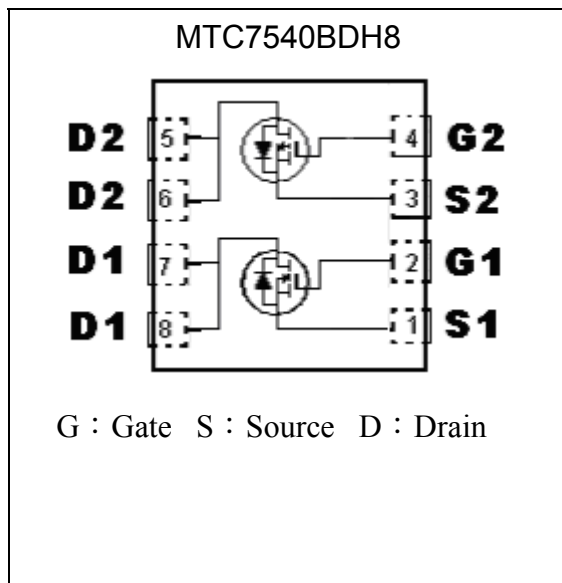 MTC7540BDH8
D2 5 4 G2
D2 6 3 S2
D1 7 2 G1
D1 8 1 S1
G：Gate S：Source D：Drain